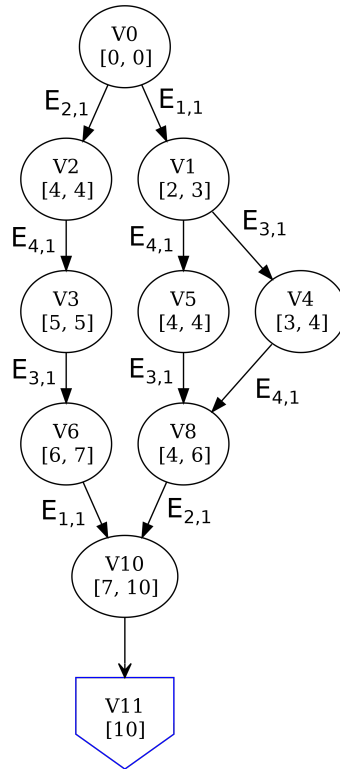 V0
[0, 0]
E2,1
E1,1
V2
[4, 4]
V1
[2, 3]
E4,1
E4,1
E3,1
V3
[5, 5]
V5
[4, 4]
V4
[3, 4]
E3,1
E3,1
E4,1
V6
[6, 7]
V8
[4, 6]
E1,1
E2,1
V10
[7, 10]
V11
[10]